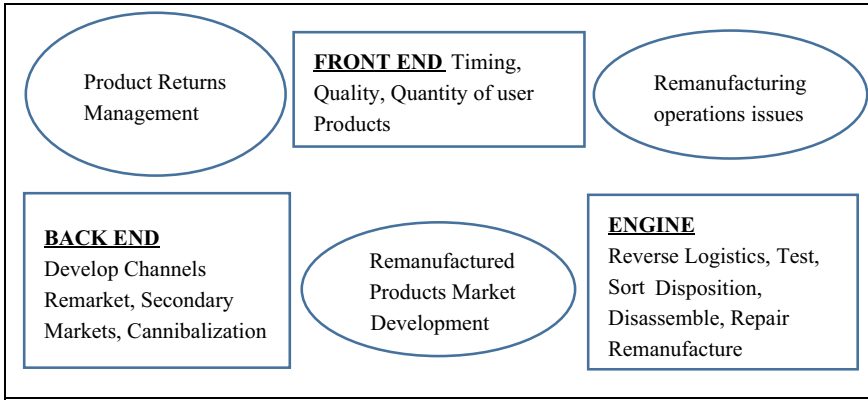 Product Returns
Management
FRONT END Timing,
Quality, Quantity of user
Products
Remanufacturing
operations issues
BACK END
Develop Channels
Remarket, Secondary
Markets, Cannibalization
Remanufactured
Products Market
Development
ENGINE
Reverse Logistics, Test,
Sort Disposition,
Disassemble, Repair
Remanufacture